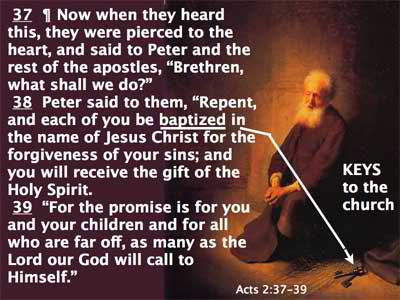 37 ¶ Now when they heard
this, they were pierced to the
heart, and said to Peter and the
rest of the apostles, “Brethren,
what shall we do?”
38 Peter said to them, “Repent,
and each of you be baptized in
the name of Jesus Christ for the
forgiveness of your sins; and
you will receive the gift of the
Holy Spirit.
39 “For the promise is for you
and your children and for all
who are far off, as many as the
Lord our God will call to
Himself.”
KEYS
to the
church
Acts 2:37-39